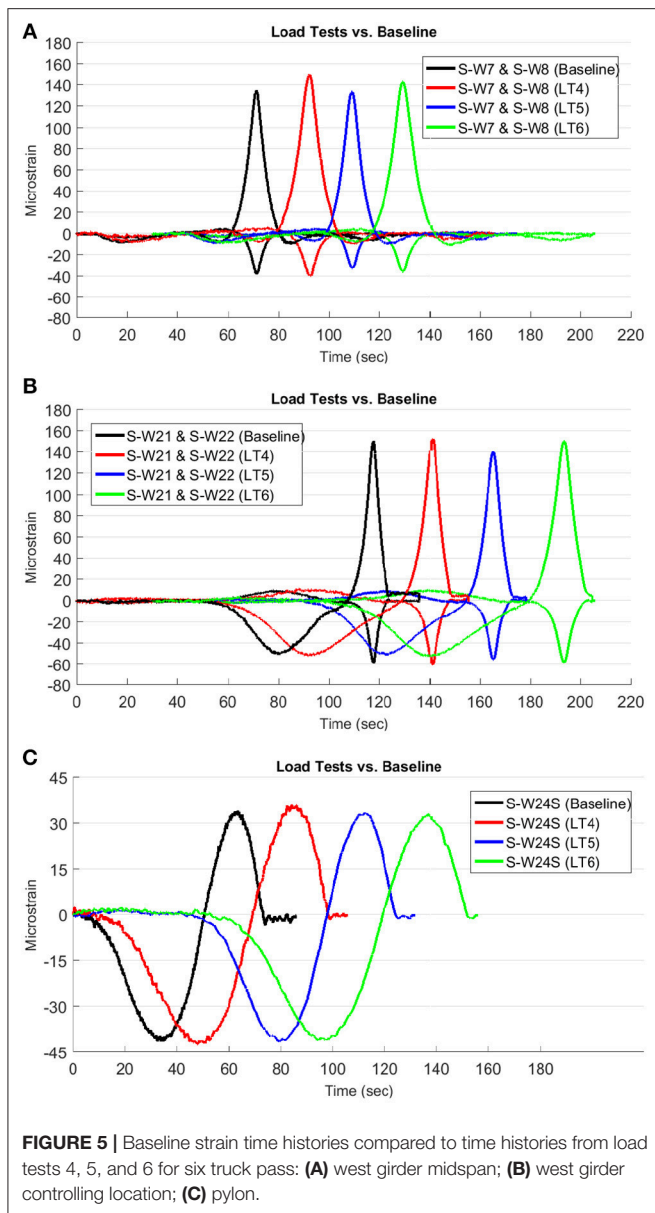 A
Load Tests vs. Baseline
180
160
140
120
100
80
60
40
20
0
-20
-40
-60
-80
Microstrain
S-W7 & S-W8 (Baseline)
S-W7 & S-W8 (LT4)
S-W7 & S-W8 (LT5)
S-W7 & S-W8 (LT6)
0 20 40 60 80 100 120 140 160 180 200 220
Time (sec)
B
Load Tests vs. Baseline
180
160
140
120
100
80
60
40
20
0
-20
-40
-60
-80
Microstrain
S-W21 & S-W22 (Baseline)
S-W21 & S-W22 (LT4)
S-W21 & S-W22 (LT5)
S-W21 & S-W22 (LT6)
0 20 40 60 80 100 120 140 160 180 200 220
Time (sec)
C
Load Tests vs. Baseline
45
30
15
0
-15
-30
-45
Microstrain
S-W24S (Baseline)
S-W24S (LT4)
S-W24S (LT5)
S-W24S (LT6)
0 20 40 60 80 100 120 140 160 180
Time (sec)
FIGURE 5 | Baseline strain time histories compared to time histories from load
tests 4, 5, and 6 for six truck pass: (A) west girder midspan; (B) west girder
controlling location; (C) pylon.